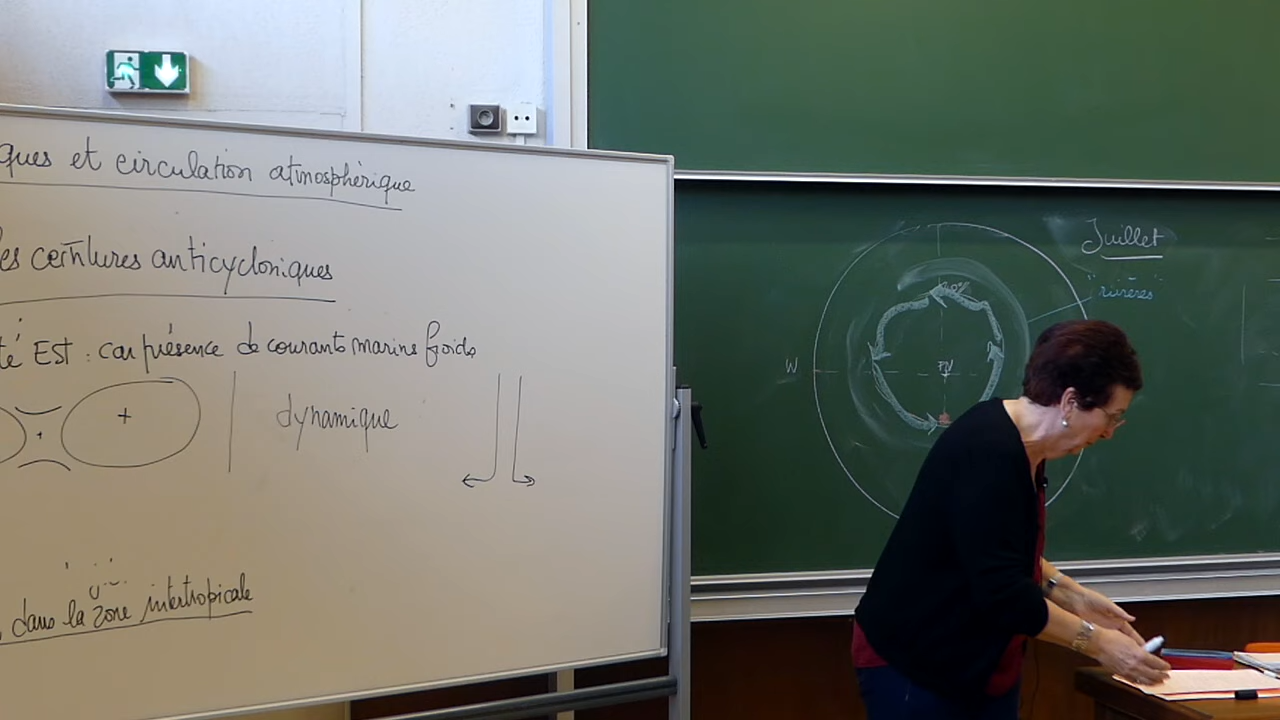 ques et circulation atmosphérique
es ceintures anticycloniques
té Est : car présence de courants marins froids
+
+
dynamique
dans la zone intertropicale
Juillet
W
PN